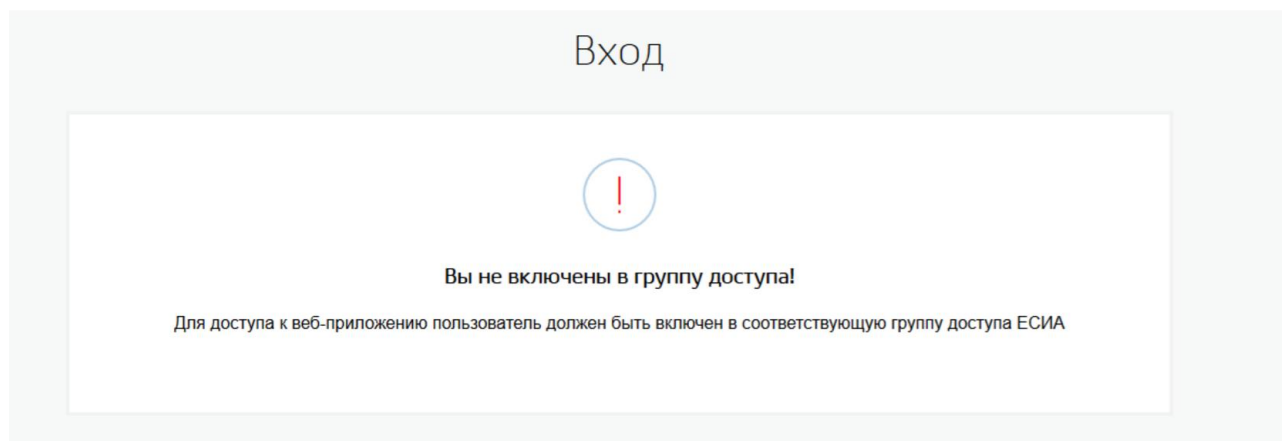 Вход
Вы не включены в группу доступа!
Для доступа к веб-приложению пользователь должен быть включен в соответствующую группу доступа ЕСИА